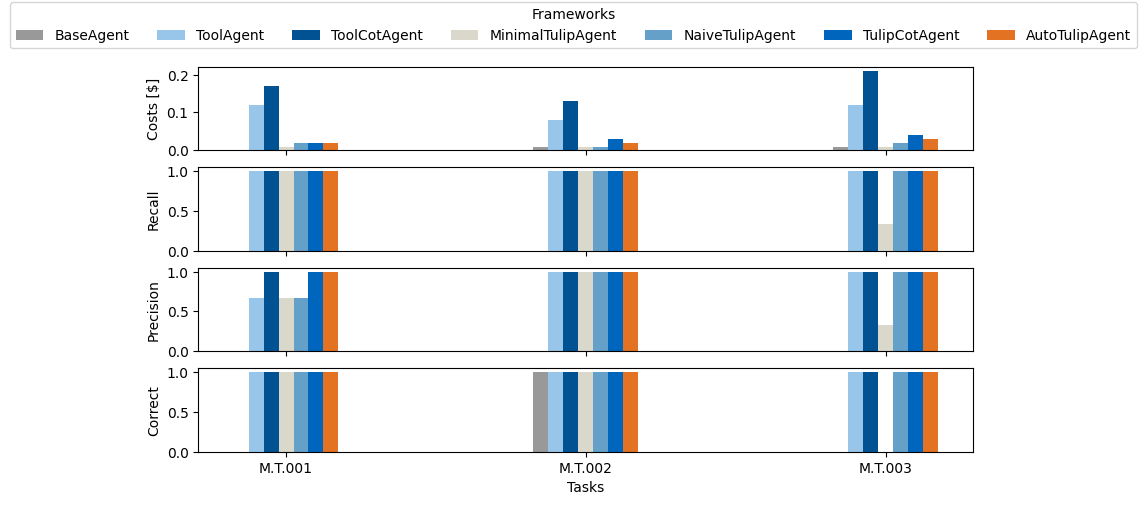 Frameworks
BaseAgent ToolAgent ToolCotAgent MinimalTulipAgent NaiveTulipAgent TulipCotAgent AutoTulipAgent
Costs [$]
0.2
0.1
0.0
Recall
1.0
0.5
0.0
Precision
1.0
0.5
0.0
Correct
1.0
0.5
0.0
M.T.001 M.T.002 M.T.003
Tasks